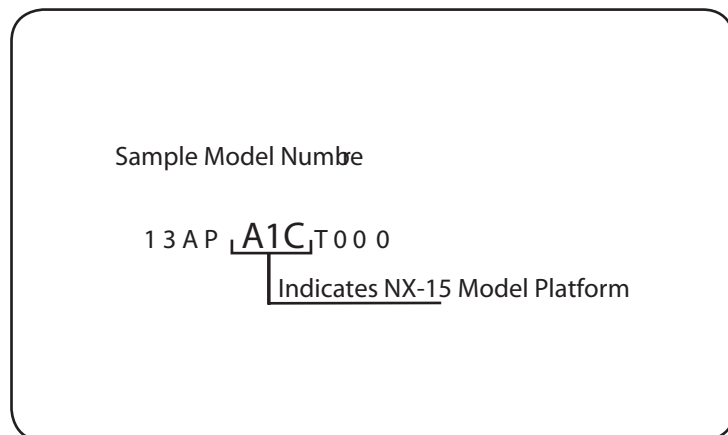 Sample Model Numbre
13AP A1C T000
Indicates NX-15 Model Platform